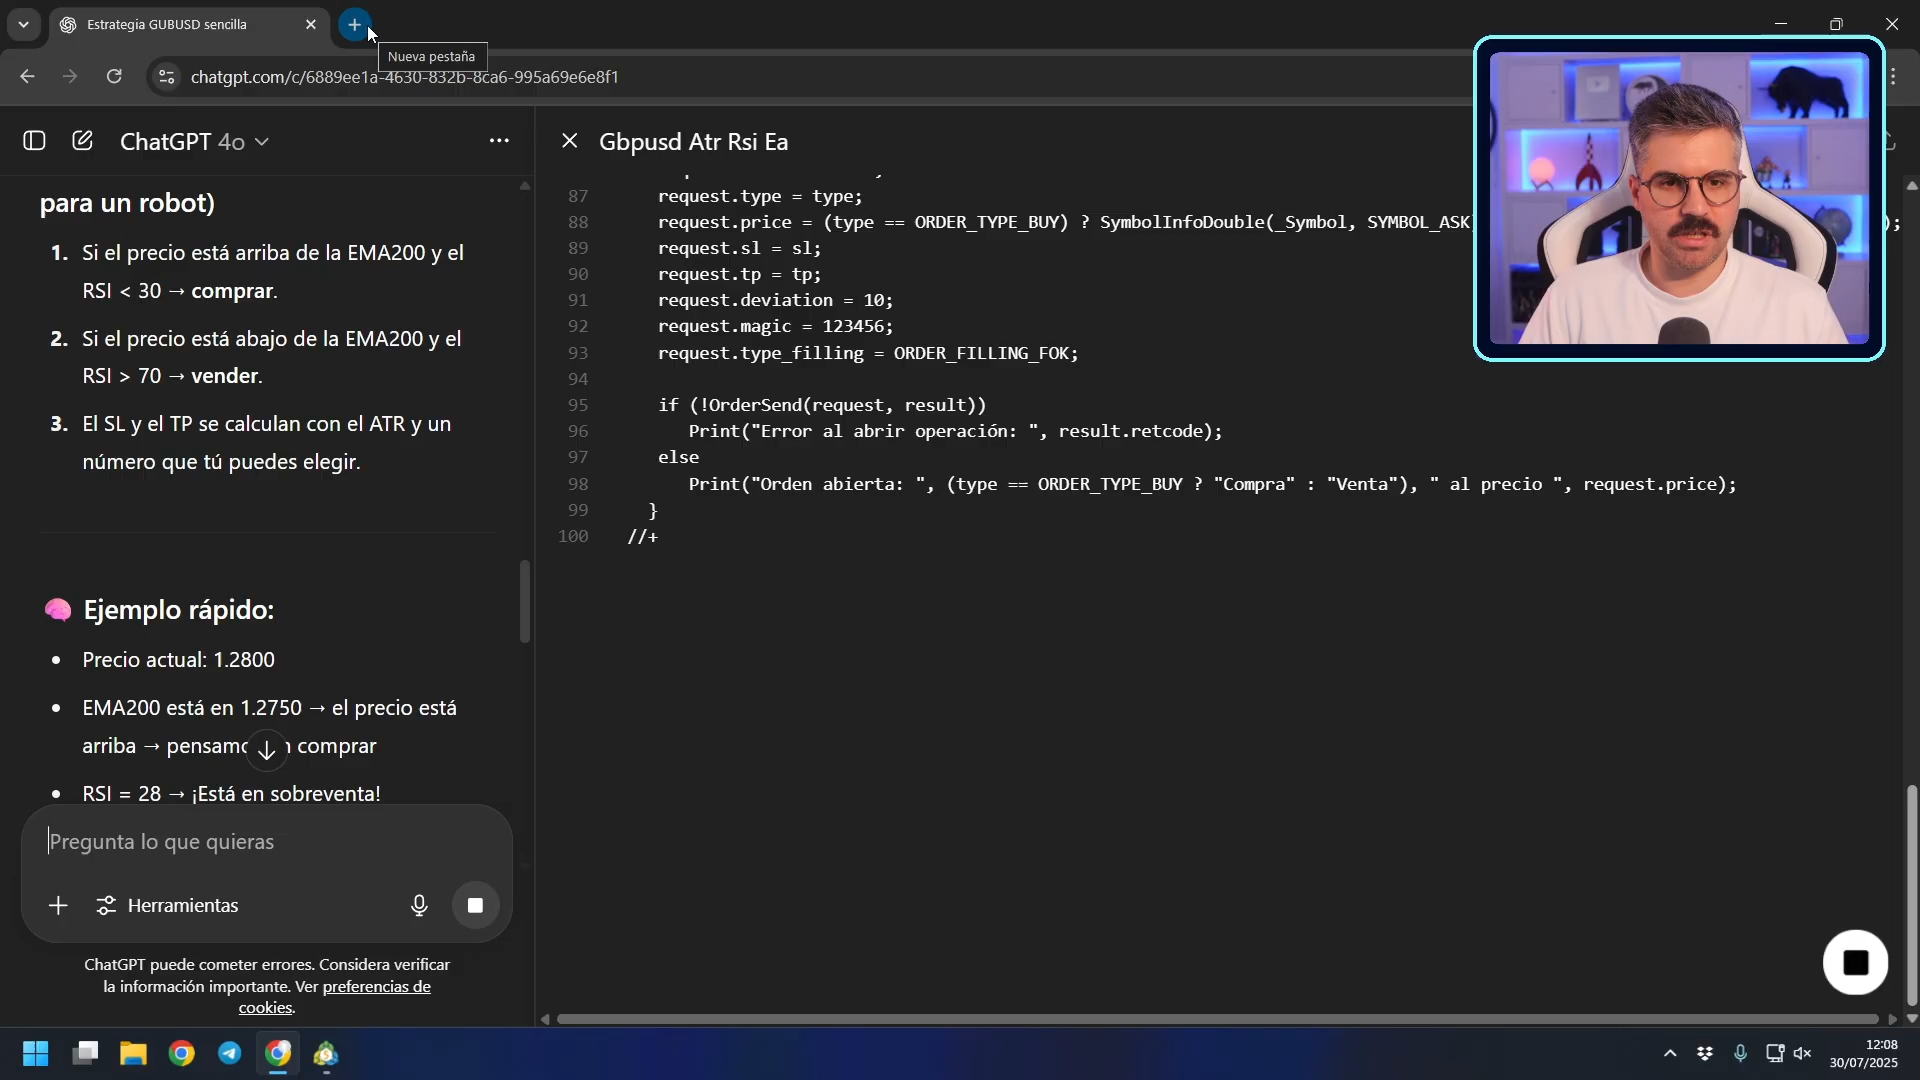 Estrategia GUBUSD sencilla
Nueva pestaña
chatgpt.com/c/6889ee1a-4630-832b-8ca6-995a69e6e8f1
ChatGPT 4o
Gbpusd Atr Rsi Ea
para un robot)
1. Si el precio está arriba de la EMA200 y el
RSI < 30 → comprar.
2. Si el precio está abajo de la EMA200 y el
RSI > 70 → vender.
3. El SL y el TP se calculan con el ATR y un
número que tú puedes elegir.
🧠 Ejemplo rápido:
• Precio actual: 1.2800
• EMA200 está en 1.2750 → el precio está
arriba → comprar
• RSI = 28 → ¡Está en sobreventa!
Pregunta lo que quieras
Herramientas
ChatGPT puede cometer errores. Considera verificar
la información importante. Ver preferencias de
cookies.
87 request.type = type;
88 request.price = (type == ORDER_TYPE_BUY) ? SymbolInfoDouble(_Symbol, SYMBOL_ASK) );
89 request.sl = sl;
90 request.tp = tp;
91 request.deviation = 10;
92 request.magic = 123456;
93 request.type_filling = ORDER_FILLING_FOK;
94
95 if (!OrderSend(request, result))
96 Print("Error al abrir operación: ", result.retcode);
97 else
98 Print("Orden abierta: ", (type == ORDER_TYPE_BUY ? "Compra" : "Venta"), " al precio ", request.price);
99 }
100 //+
12:08
30/07/2025